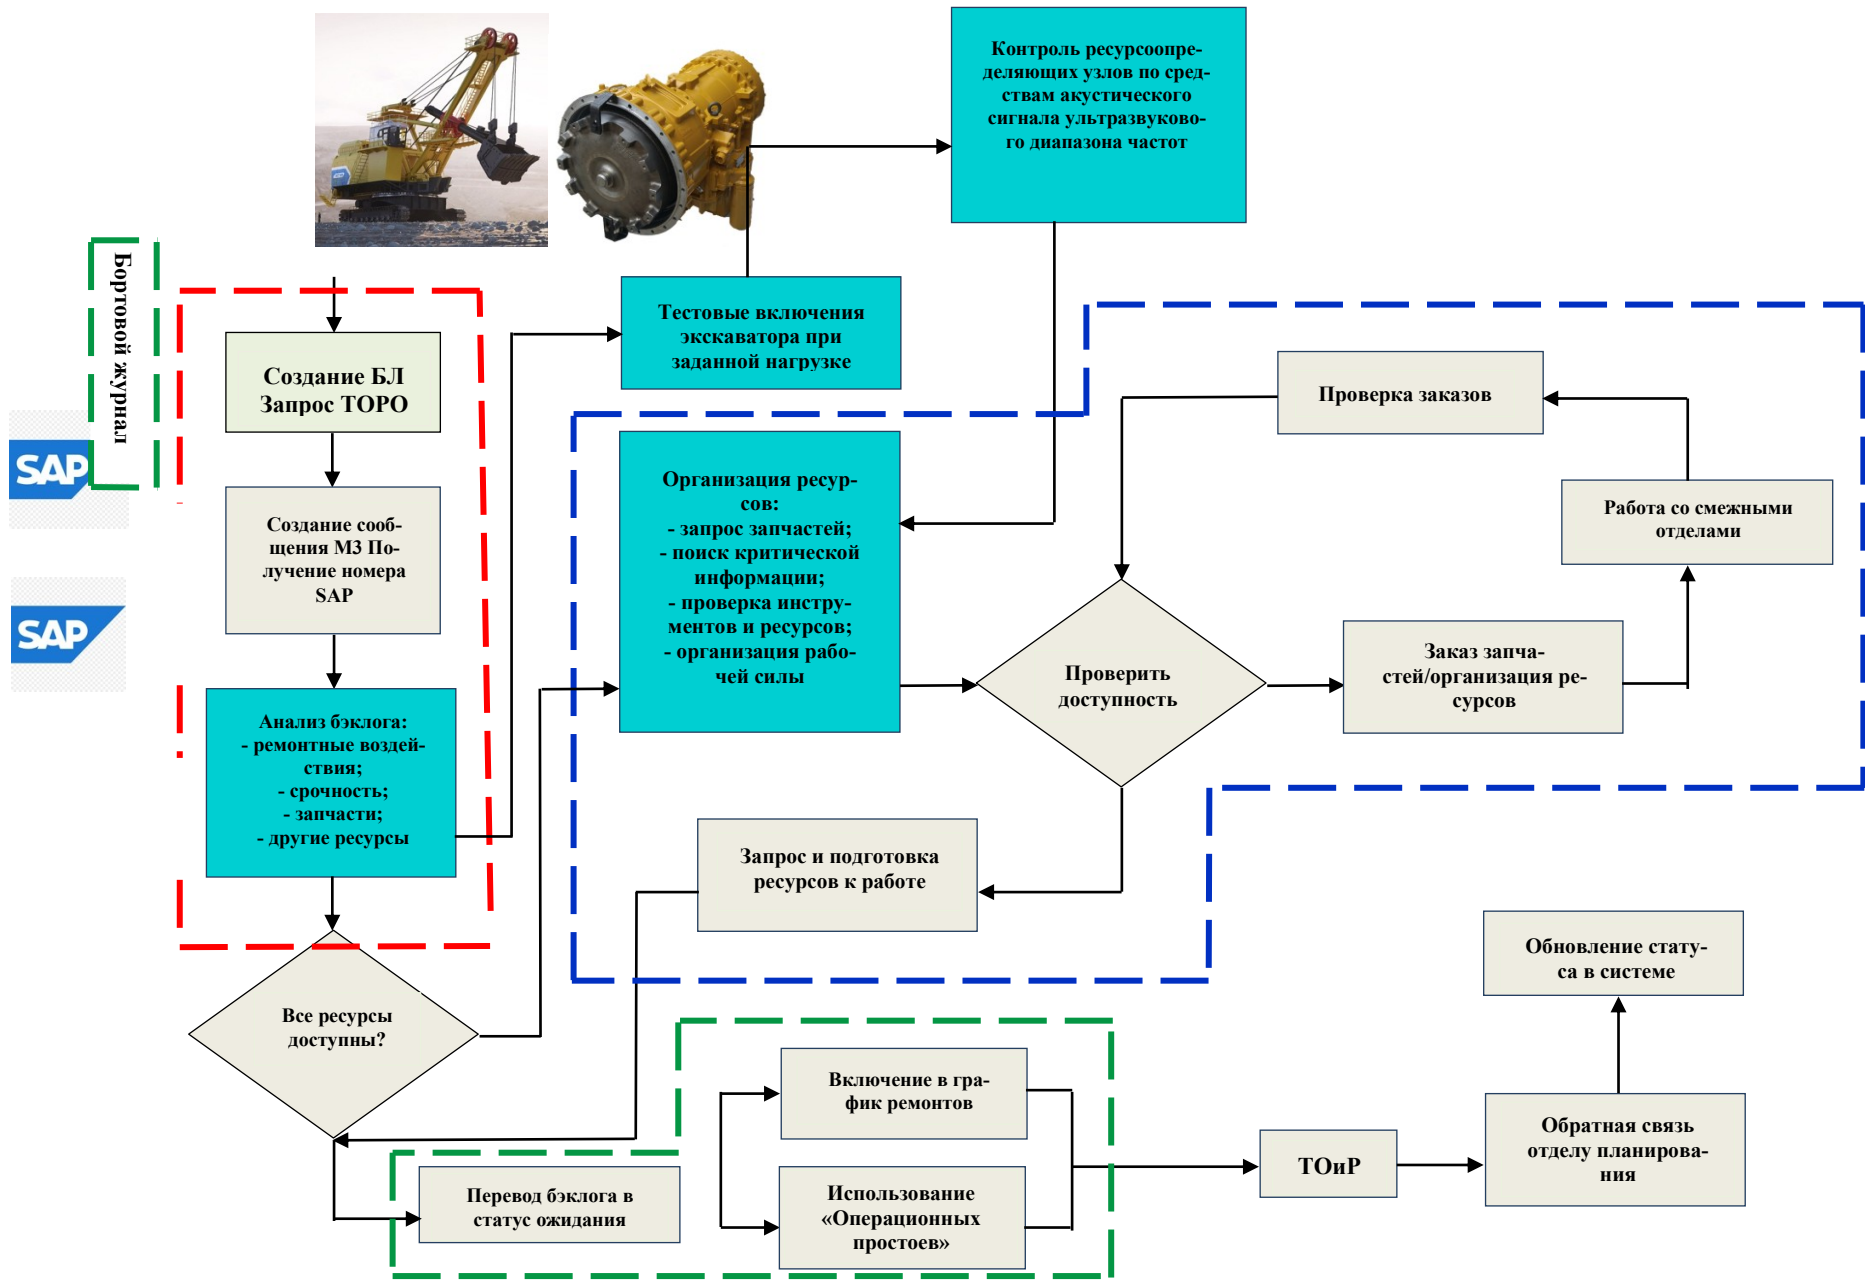 Контроль ресурсоопре-
деляющих узлов по сред-
ствам акустического
сигнала ультразвуково-
го диапазона частот
Бортовой журнал
Тестовые включения
экскаватора при
заданной нагрузке
Создание БЛ
Запрос ТОРО
Проверка заказов
SAP
Организация ресур-
сов:
- запрос запчастей;
- поиск критической
информации;
- проверка инстру-
ментов и ресурсов;
- организация рабо-
чей силы
Работа со смежными
отделами
Создание сооб-
щения М3 По-
лучение номера
SAP
SAP
Проверить
доступность
Заказ запча-
стей/организация ре-
сурсов
Анализ бэклога:
- ремонтные воздей-
ствия;
- срочность;
- запчасти;
- другие ресурсы
Запрос и подготовка
ресурсов к работе
Обновление стату-
са в системе
Все ресурсы
доступны?
Включение в гра-
фик ремонтов
Обратная связь
отделу планирова-
ния
ТОиР
Перевод бэклога в
статус ожидания
Использование
«Операционных
простоев»